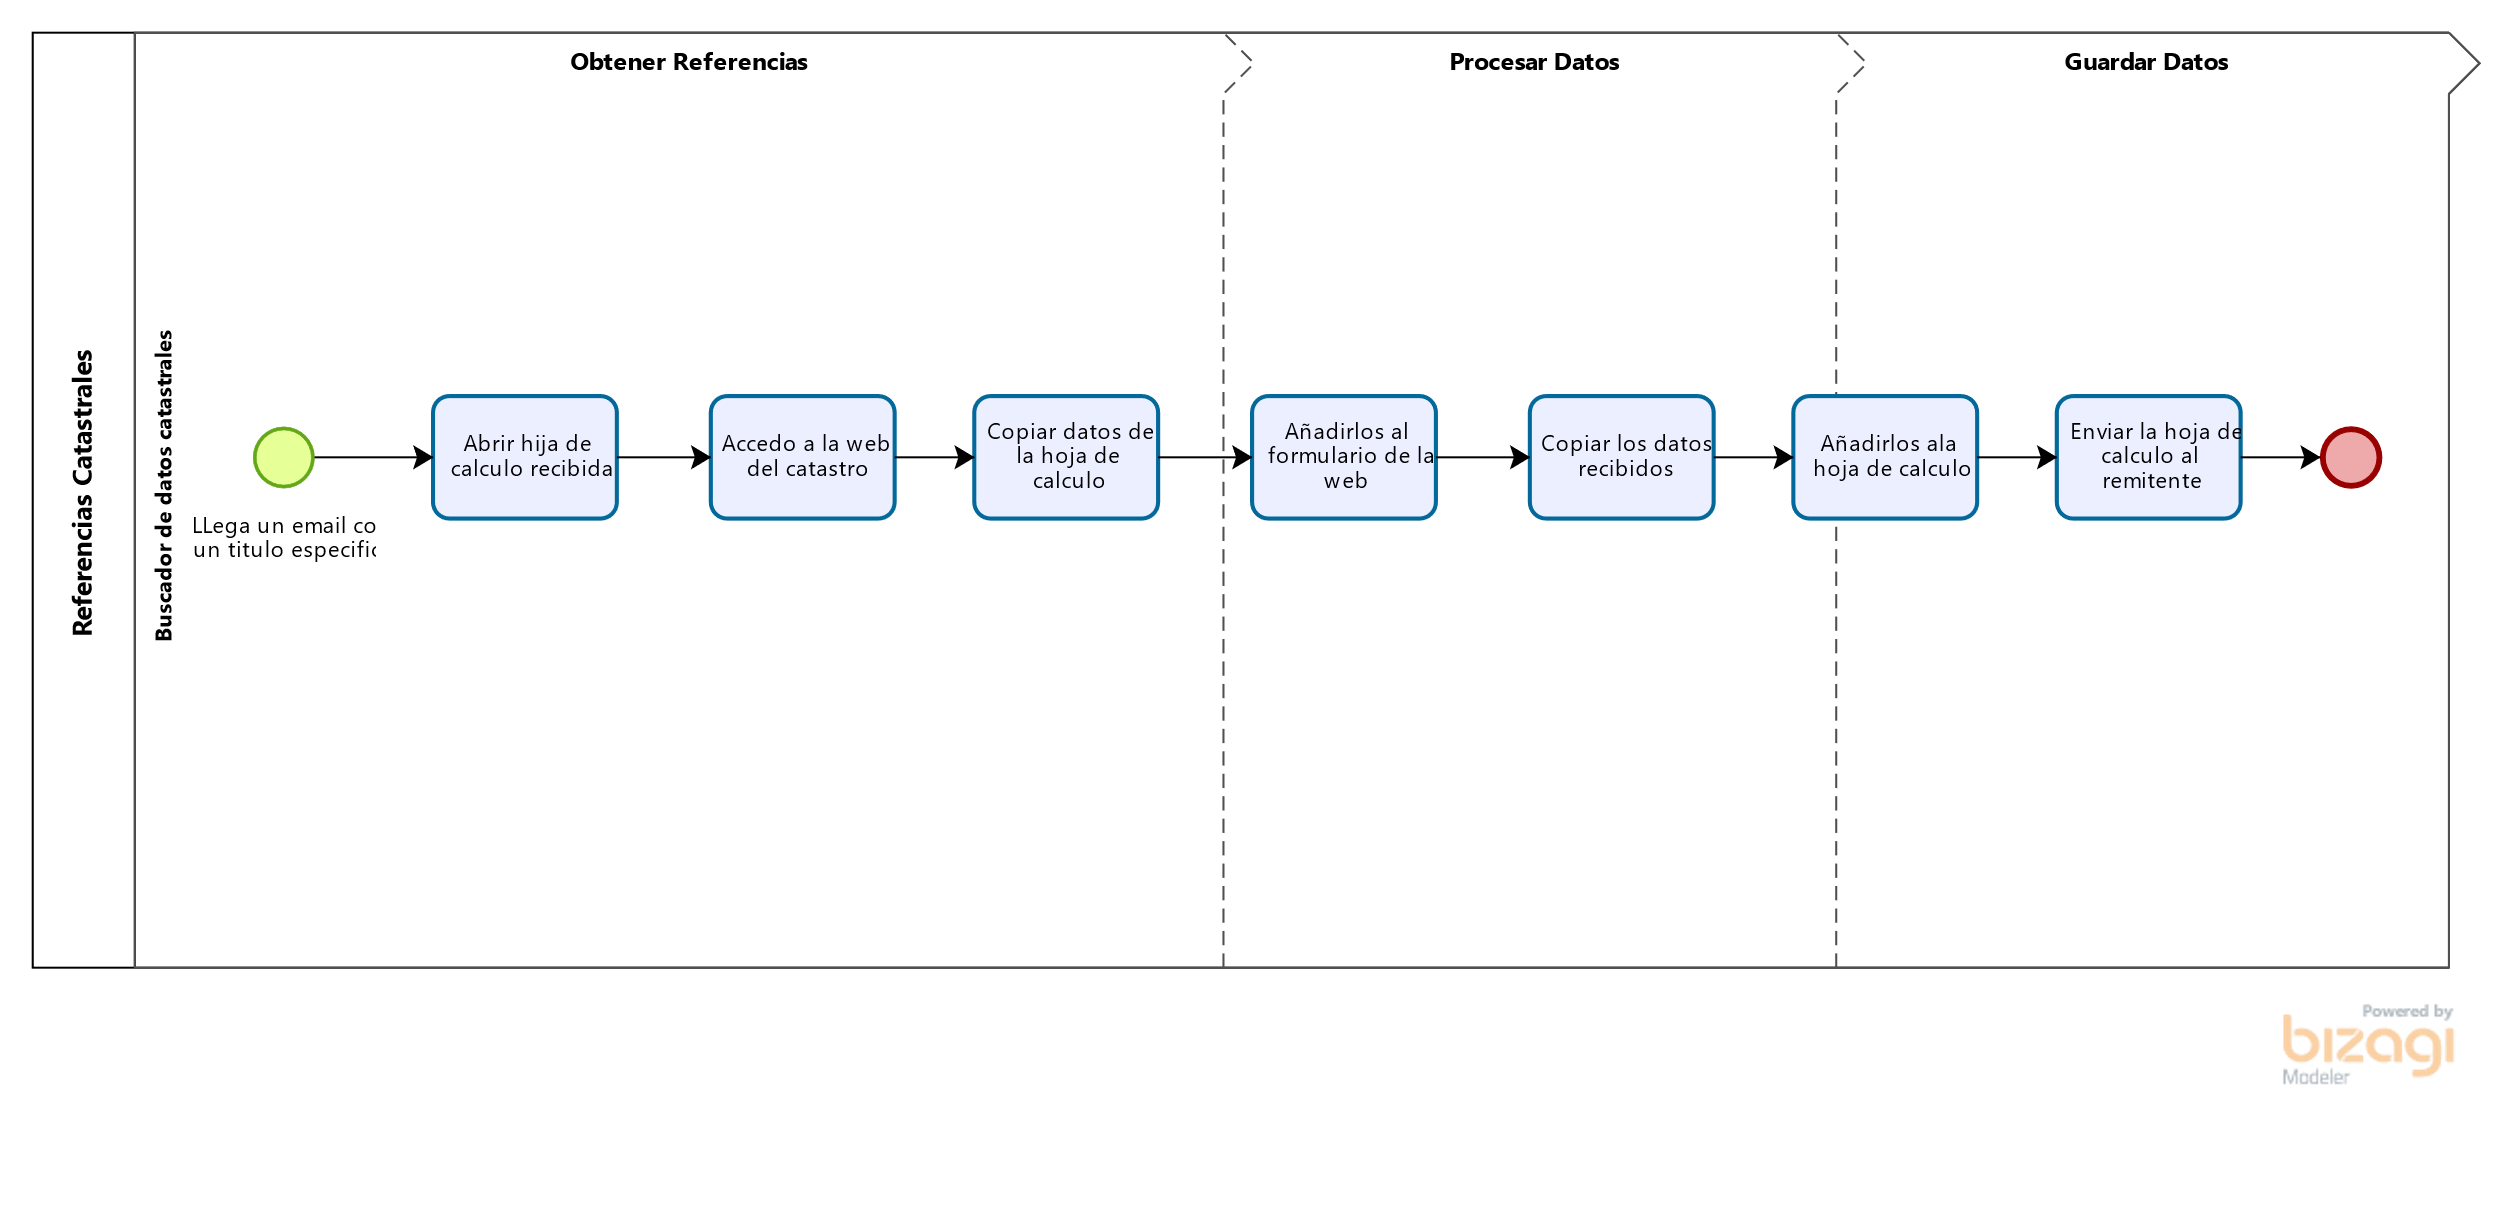 Obtener Referencias
Procesar Datos
Guardar Datos
Referencias Catastrales
Buscador de datos catastrales
LLega un email co
un titulo especific
Abrir hija de
calculo recibida
Accedo a la web
del catastro
Copiar datos de
la hoja de
calculo
Añadirlos al
formulario de la
web
Copiar los datos
recibidos
Añadirlos ala
hoja de calculo
Enviar la hoja de
calculo al
remitente
Powered by
bizagi
Modeler